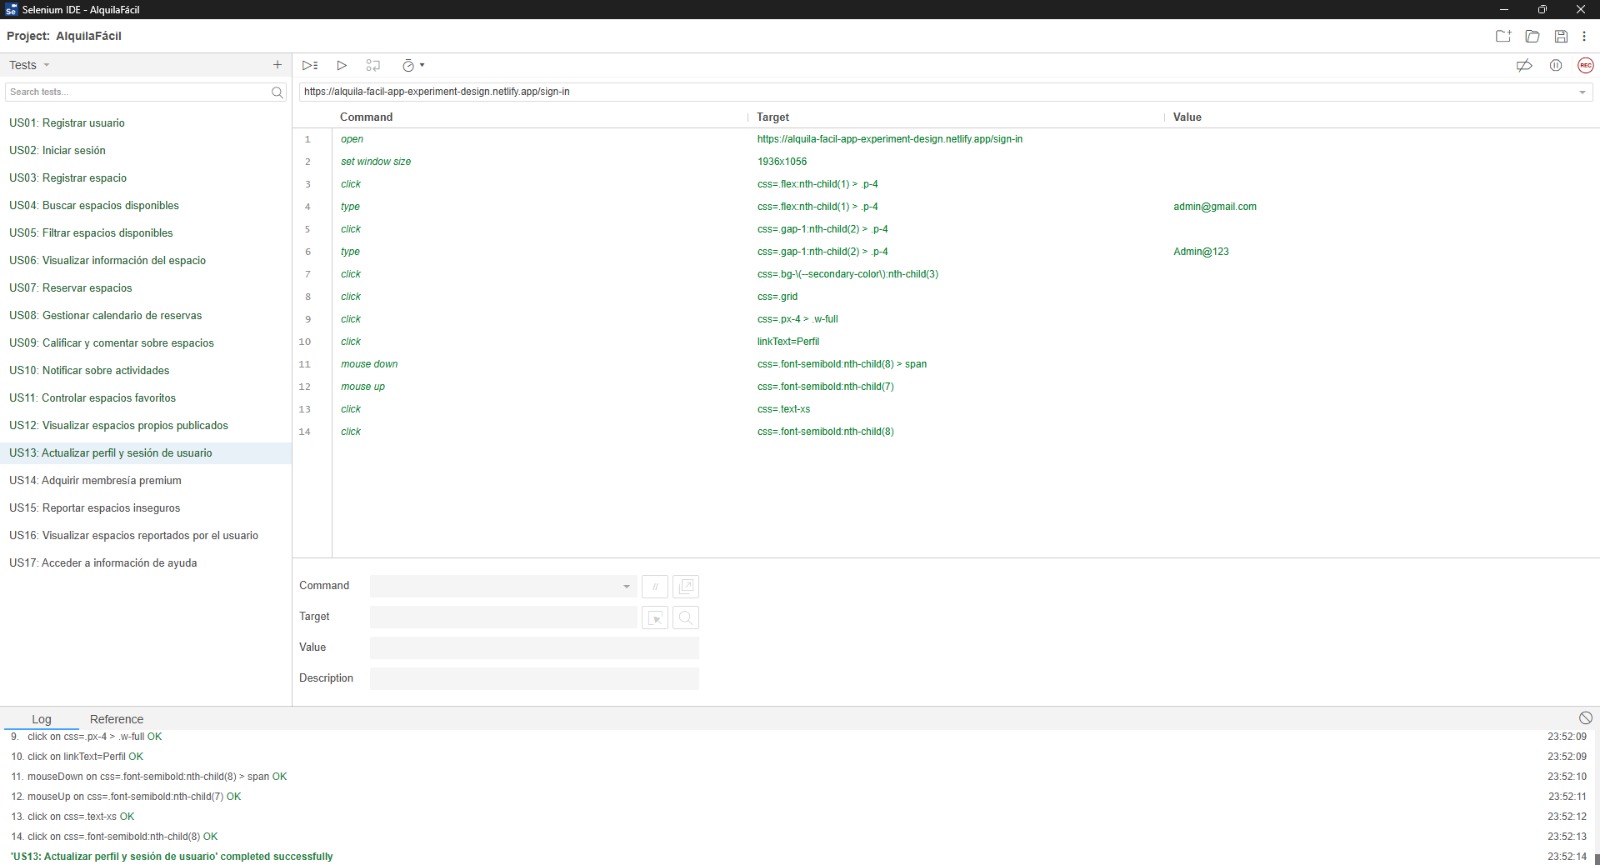 Selenium IDE - AlquilaFácil
Project: AlquilaFácil
Tests
Search tests...
https://alquila-facil-app-experiment-design.netlify.app/sign-in
REC
Command Target Value
US01: Registrar usuario
US02: Iniciar sesión
US03: Registrar espacio
US04: Buscar espacios disponibles
US05: Filtrar espacios disponibles
US06: Visualizar información del espacio
US07: Reservar espacios
US08: Gestionar calendario de reservas
US09: Calificar y comentar sobre espacios
US10: Notificar sobre actividades
US11: Controlar espacios favoritos
US12: Visualizar espacios propios publicados
US13: Actualizar perfil y sesión de usuario
US14: Adquirir membresía premium
US15: Reportar espacios inseguros
US16: Visualizar espacios reportados por el usuario
US17: Acceder a información de ayuda
1 open https://alquila-facil-app-experiment-design.netlify.app/sign-in
2 set window size 1936x1056
3 click css=.flex:nth-child(1) > .p-4
4 type css=.flex:nth-child(1) > .p-4 admin@gmail.com
5 click css=.gap-1:nth-child(2) > .p-4
6 type css=.gap-1:nth-child(2) > .p-4 Admin@123
7 click css=.bg-\(--secondary-color\):nth-child(3)
8 click css=.grid
9 click css=.px-4 > .w-full
10 click linkText=Perfil
11 mouse down css=.font-semibold:nth-child(8) > span
12 mouse up css=.font-semibold:nth-child(7)
13 click css=.text-xs
14 click css=.font-semibold:nth-child(8)
Command //
Target
Value
Description
Log Reference
9. click on css=.px-4 > .w-full OK 23:52:09
10. click on linkText=Perfil OK 23:52:09
11. mouseDown on css=.font-semibold:nth-child(8) > span OK 23:52:10
12. mouseUp on css=.font-semibold:nth-child(7) OK 23:52:11
13. click on css=.text-xs OK 23:52:12
14. click on css=.font-semibold:nth-child(8) OK 23:52:13
'US13: Actualizar perfil y sesión de usuario' completed successfully 23:52:14